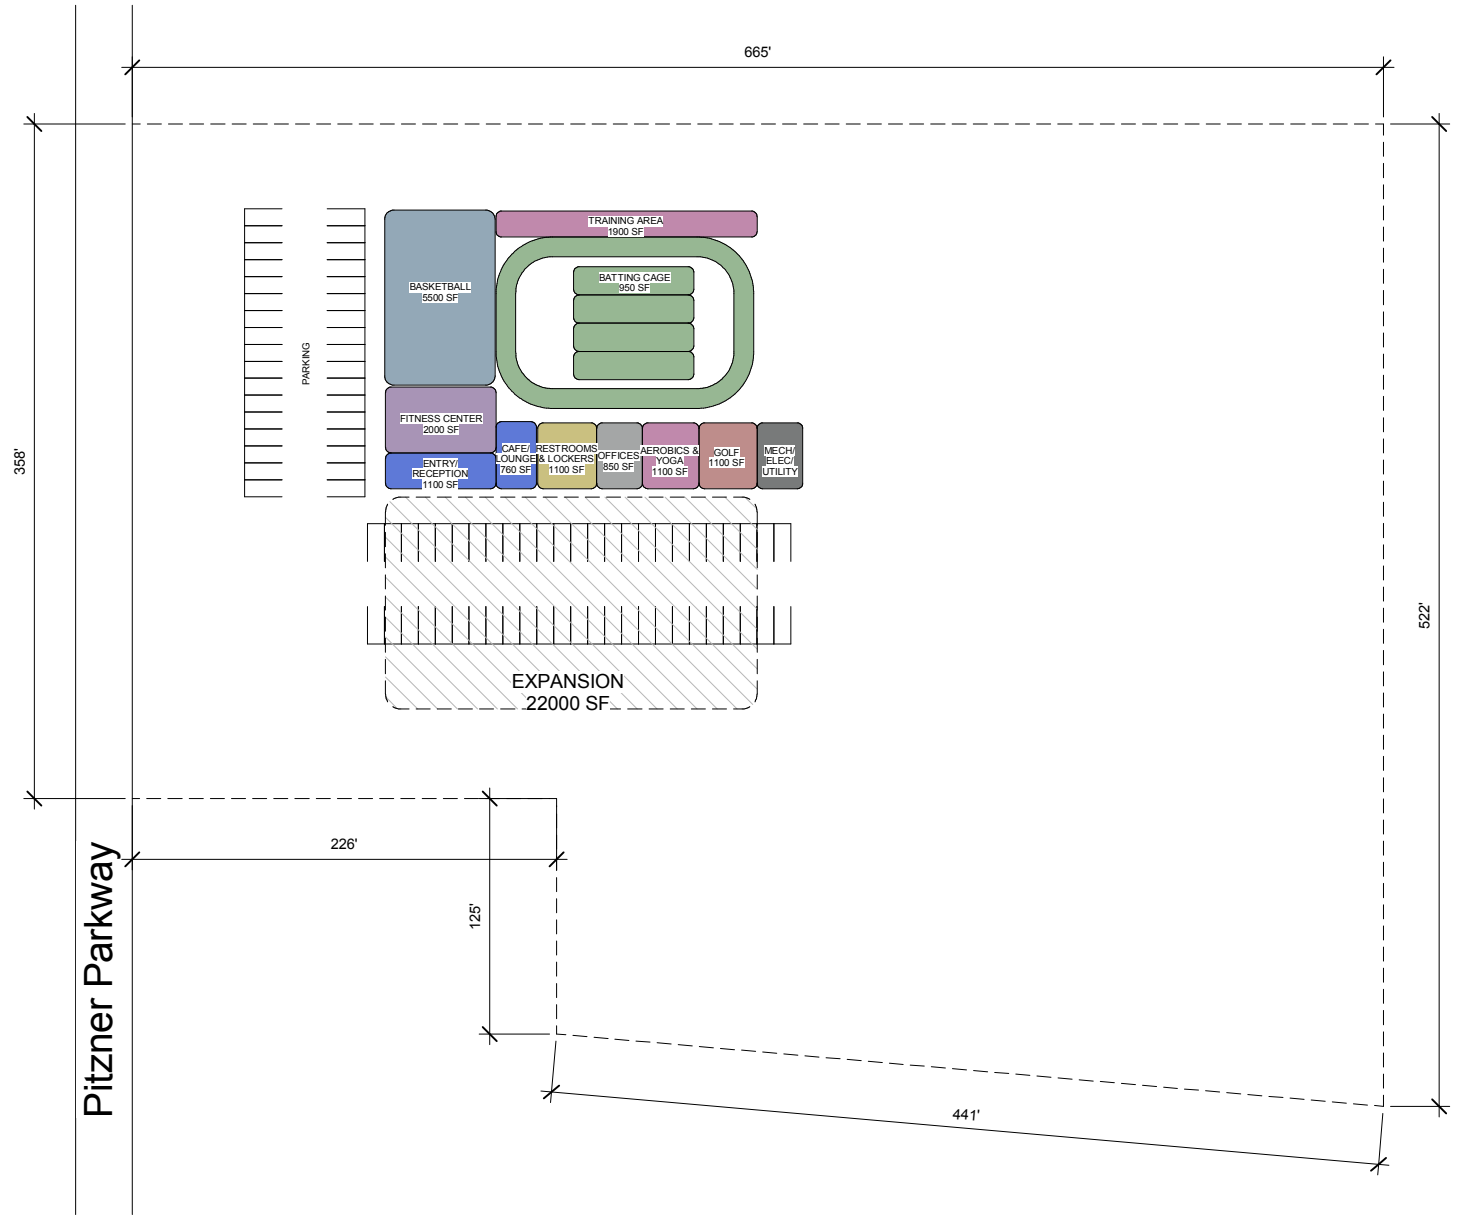 665'
TRAINING AREA
1900 SF
BASKETBALL
5500 SF
BATTING CAGE
950 SF
PARKING
FITNESS CENTER
2000 SF
ENTRY/
RECEPTION
1100 SF
CAFE/
LOUNGE
760 SF
RESTROOMS
& LOCKERS
1100 SF
OFFICES
850 SF
AEROBICS &
YOGA
1100 SF
GOLF
1100 SF
MECH/
ELEC/
UTILITY
358'
522'
EXPANSION
22000 SF
226'
125'
441'
Pitzner Parkway